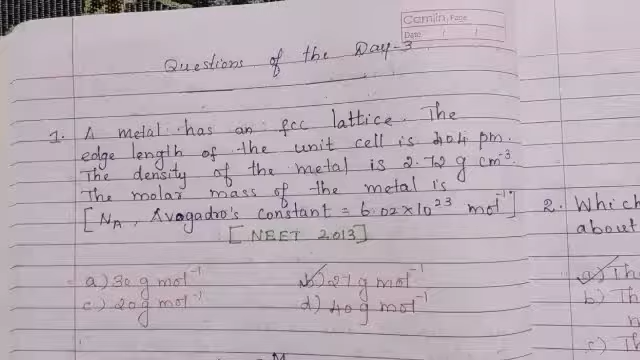 Camlin Page
Date / /
Questions of the Day-3
1. A metal has an fcc lattice. The
edge length of the unit cell is 404 pm.
The density of the metal is 2.72 g cm⁻³.
The molar mass of the metal is
[NA, Avogadro's constant = 6.02×10²³ mol⁻¹]
[NEET 2013]
a) 30 g mol⁻¹ b) 27 g mol⁻¹
c) 20 g mol⁻¹ d) 40 g mol⁻¹
2. Which
about
a) Th
b) Th
c) Th